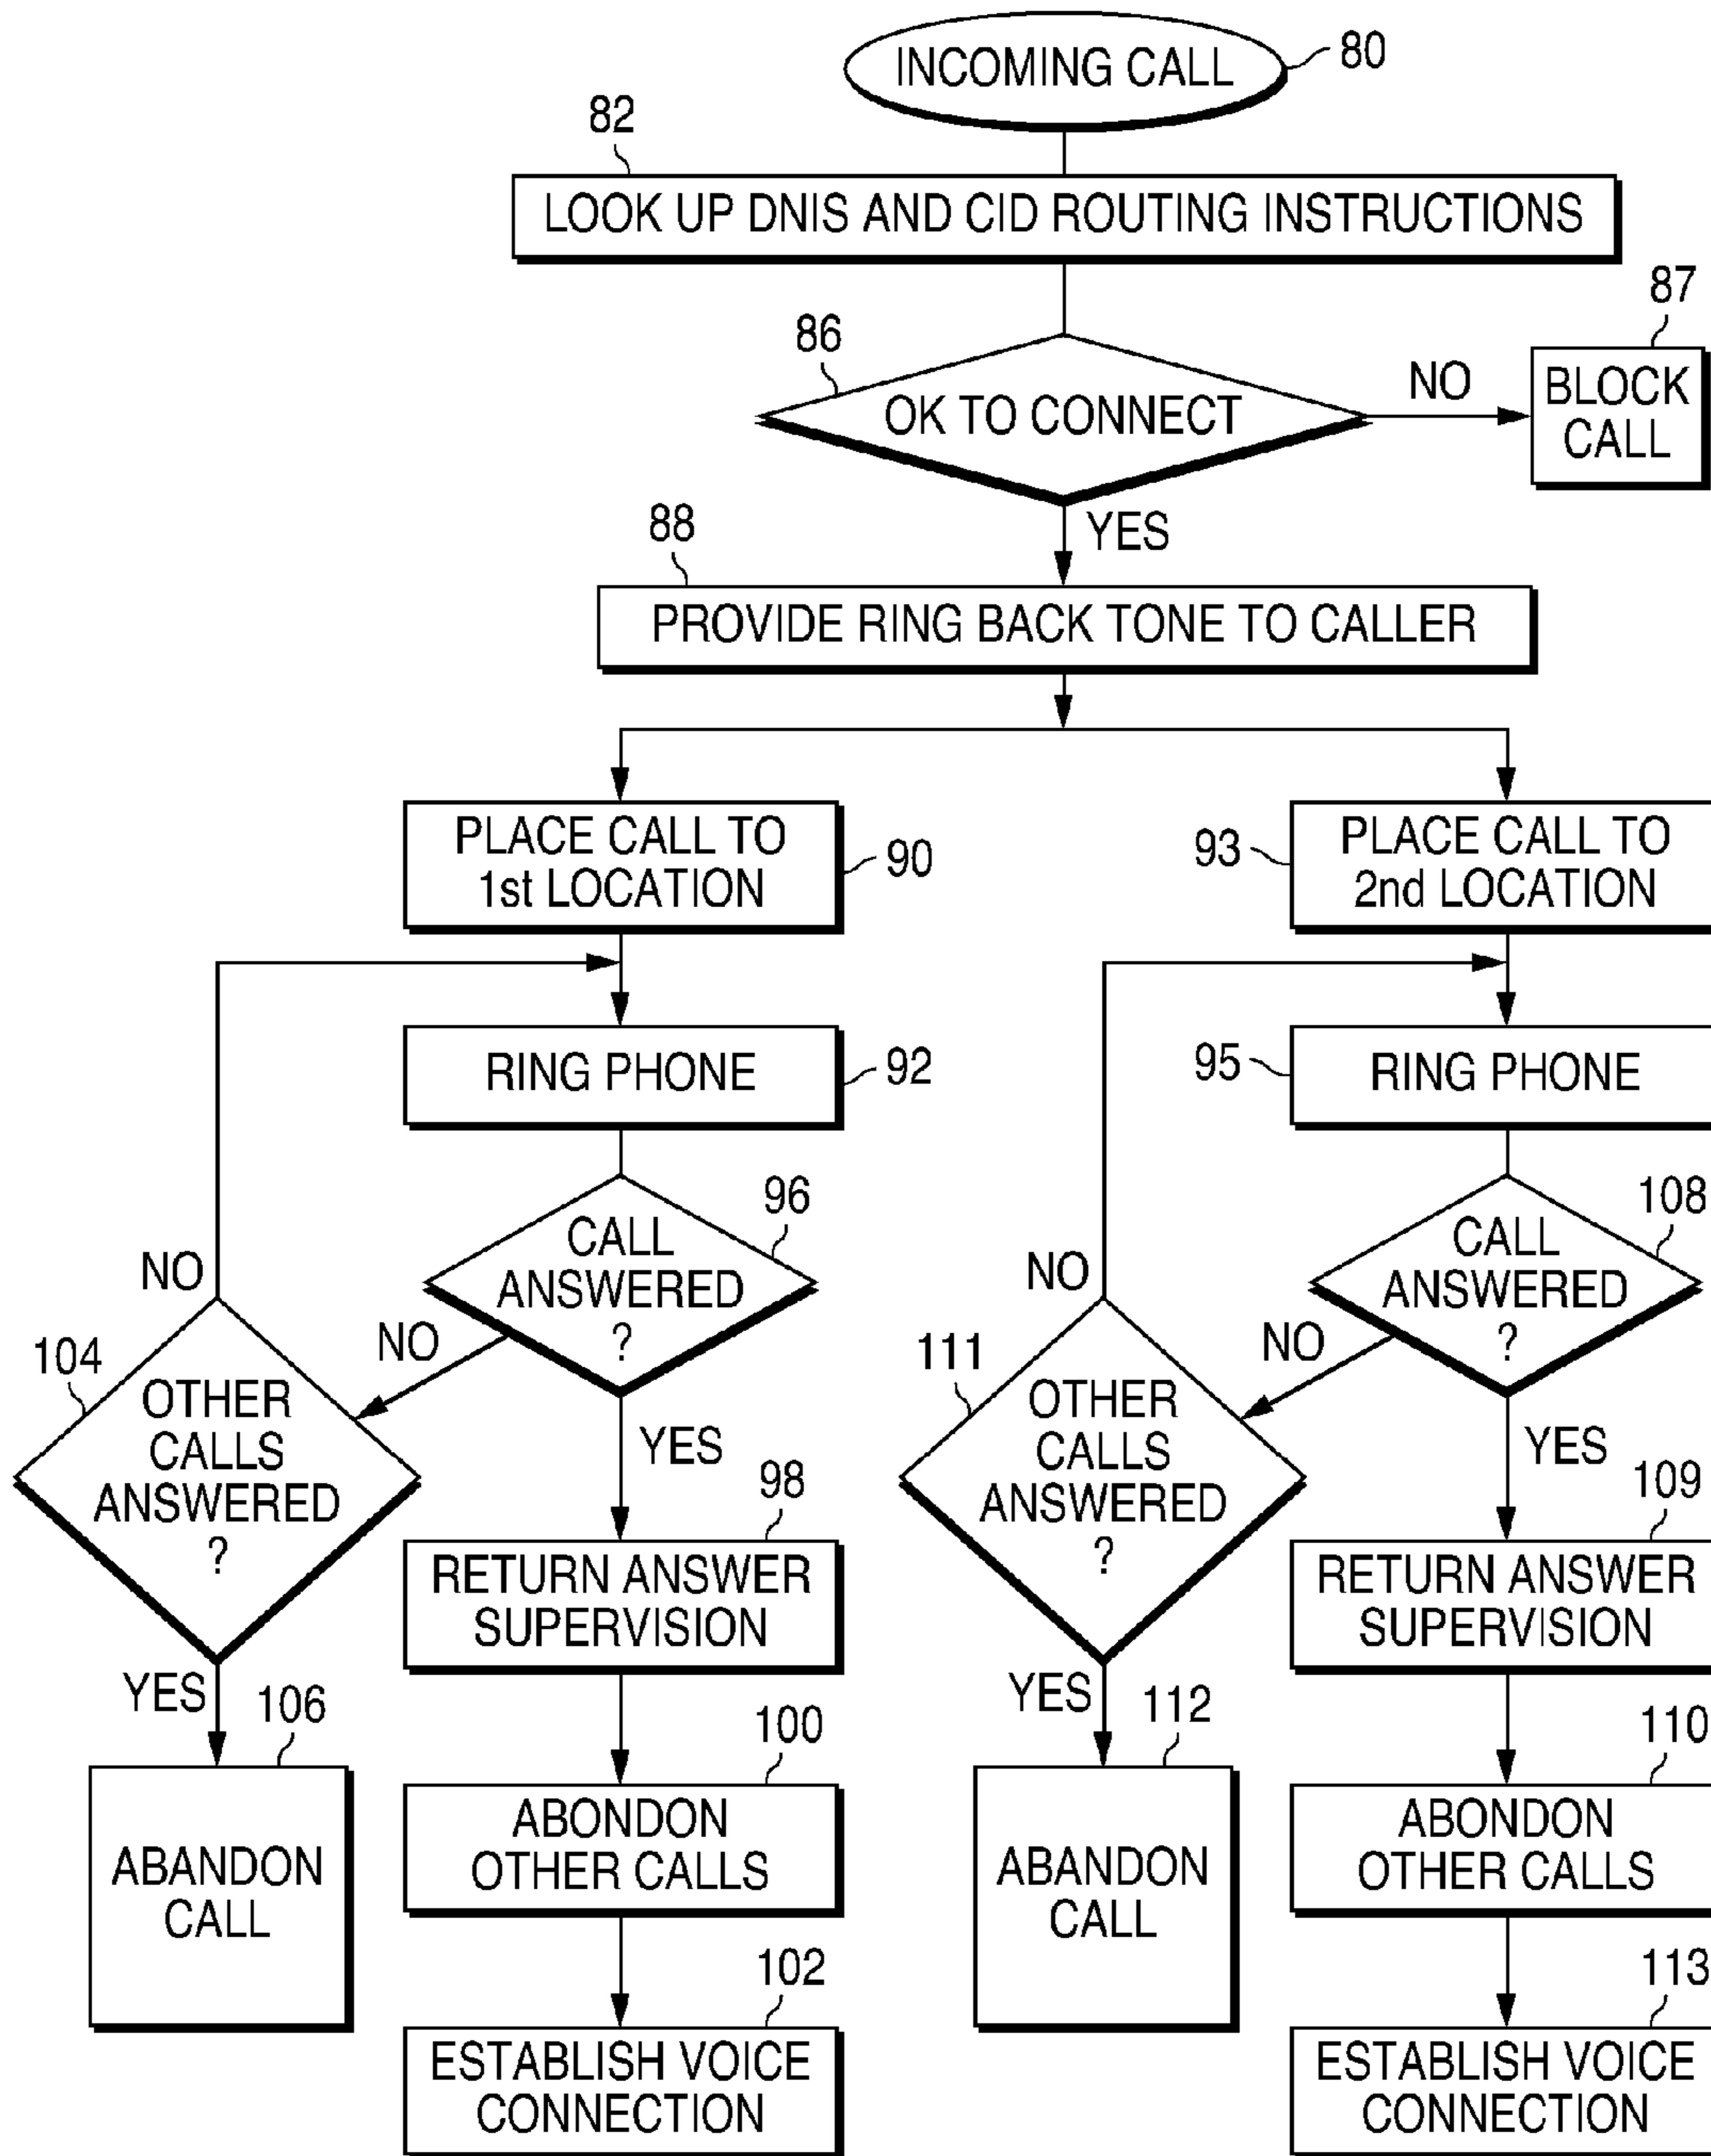 INCOMING CALL
80
82
LOOK UP DNIS AND CID ROUTING INSTRUCTIONS
86
OK TO CONNECT
NO
87
BLOCK
CALL
YES
88
PROVIDE RING BACK TONE TO CALLER
PLACE CALL TO
1st LOCATION
90
93
PLACE CALL TO
2nd LOCATION
RING PHONE
92
95
RING PHONE
96
CALL
ANSWERED
?
NO
YES
NO
104
OTHER
CALLS
ANSWERED
?
YES
98
RETURN ANSWER
SUPERVISION
106
ABANDON
CALL
100
ABONDON
OTHER CALLS
102
ESTABLISH VOICE
CONNECTION
108
CALL
ANSWERED
?
NO
YES
NO
111
OTHER
CALLS
ANSWERED
?
YES
109
RETURN ANSWER
SUPERVISION
112
ABANDON
CALL
110
ABONDON
OTHER CALLS
113
ESTABLISH VOICE
CONNECTION